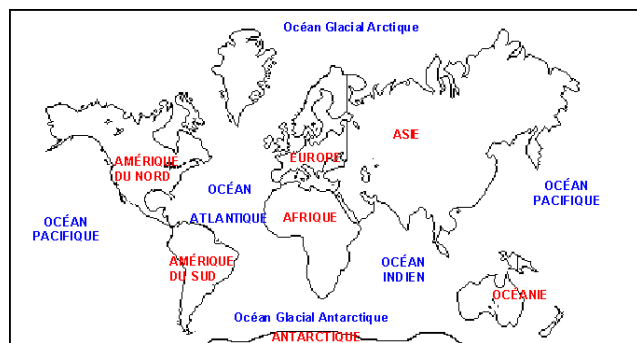 Océan Glacial Arctique
ASIE
EUROPE
AMÉRIQUE
DU NORD
OCÉAN
ATLANTIQUE
AFRIQUE
OCÉAN
PACIFIQUE
OCÉAN
PACIFIQUE
AMÉRIQUE
DU SUD
OCÉAN
INDIEN
OCÉANIE
Océan Glacial Antarctique
ANTARCTIQUE